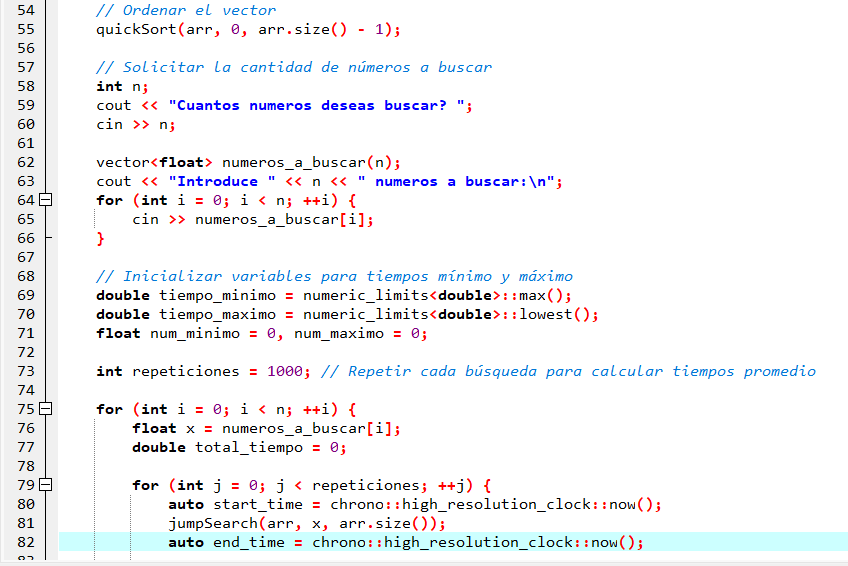 54 // Ordenar el vector
55 quickSort(arr, 0, arr.size() - 1);
56
57 // Solicitar la cantidad de números a buscar
58 int n;
59 cout << "Cuantos numeros deseas buscar? ";
60 cin >> n;
61
62 vector<float> numeros_a_buscar(n);
63 cout << "Introduce " << n << " numeros a buscar:\n";
64 for (int i = 0; i < n; ++i) {
65 cin >> numeros_a_buscar[i];
66 }
67
68 // Inicializar variables para tiempos mínimo y máximo
69 double tiempo_minimo = numeric_limits<double>::max();
70 double tiempo_maximo = numeric_limits<double>::lowest();
71 float num_minimo = 0, num_maximo = 0;
72
73 int repeticiones = 1000; // Repetir cada búsqueda para calcular tiempos promedio
74
75 for (int i = 0; i < n; ++i) {
76 float x = numeros_a_buscar[i];
77 double total_tiempo = 0;
78
79 for (int j = 0; j < repeticiones; ++j) {
80 auto start_time = chrono::high_resolution_clock::now();
81 jumpSearch(arr, x, arr.size());
82 auto end_time = chrono::high_resolution_clock::now();